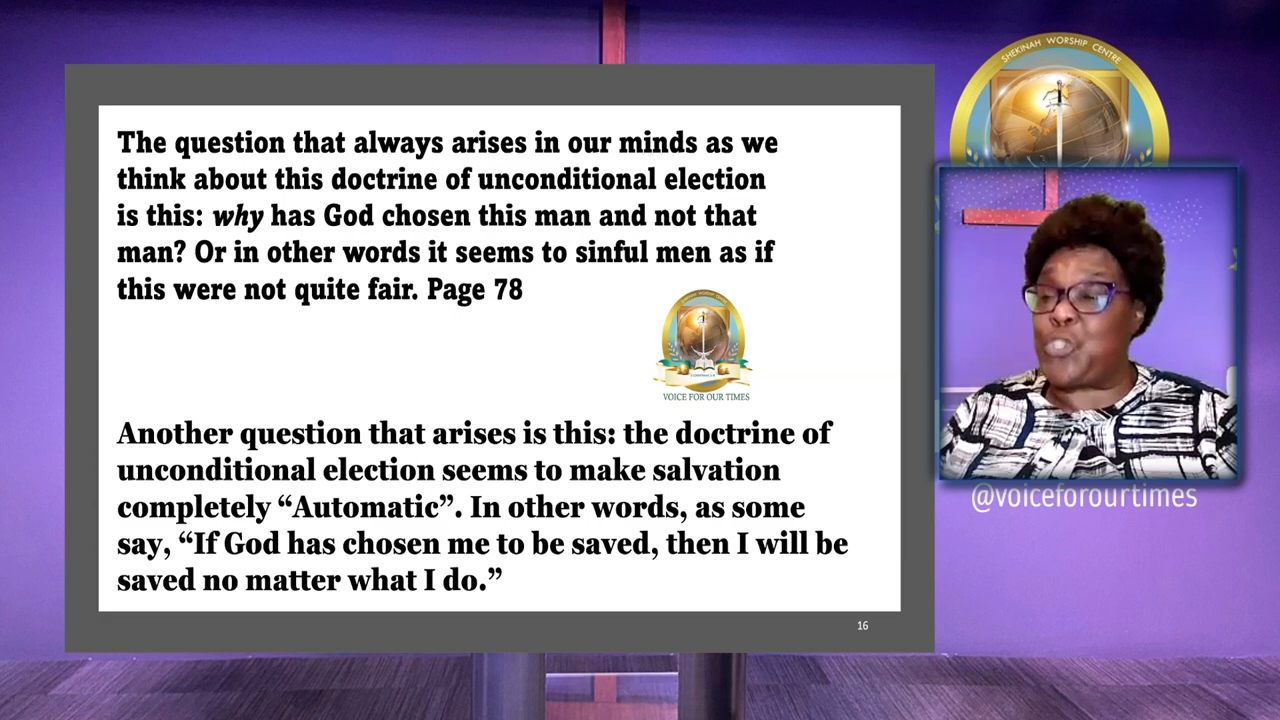 The question that always arises in our minds as we
think about this doctrine of unconditional election
is this: why has God chosen this man and not that
man? Or in other words it seems to sinful men as if
this were not quite fair. Page 78
SHEKINAH WORSHIP CENTRE
VOICE FOR OUR TIMES
Another question that arises is this: the doctrine of
unconditional election seems to make salvation
completely “Automatic”. In other words, as some
say, “If God has chosen me to be saved, then I will be
saved no matter what I do.”
16
SHEKINAH WORSHIP CENTRE
@voiceforourtimes